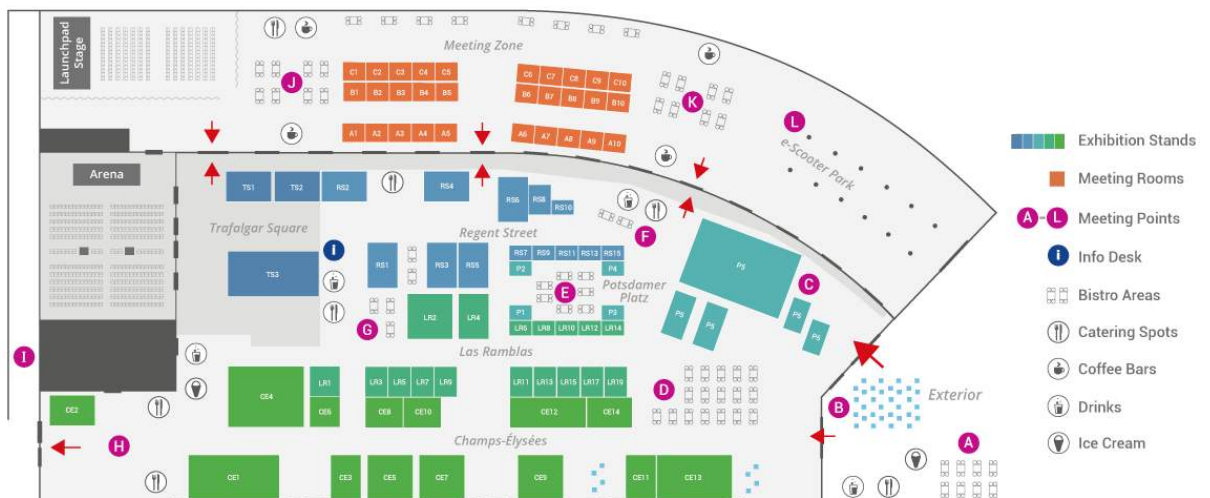 Launchpad
Stage
Meeting Zone
J
C1 C2 C3 C4 C5
B1 B2 B3 B4 B5
A1 A2 A3 A4 A5
C6 C7 C8 C9 C10
B6 B7 B8 B9 B10
A6 A7 A8 A9 A10
K
L
e-Scooter Park
Arena
TS1 TS2 RS2 RS4
RS6 RS8 RS10
F
Trafalgar Square
Regent Street
i
TS3
RS1 RS3 RS5
RS7 RS9 RS11 RS13 RS15
P2 P4
E
Potsdamer
Platz
P1 P3
LR6 LR8 LR10 LR12 LR14
G
LR2 LR4
P5
P5 P5
C
P5 P5
Las Ramblas
I
CE4
LR1
CE6
LR3 LR5 LR7 LR9
CE8 CE10
LR11 LR13 LR15 LR17 LR19
CE12 CE14
D
B
Exterior
A
CE2
H
Champs-Élysées
CE1 CE3 CE5 CE7 CE9 CE11 CE13
Exhibition Stands
Meeting Rooms
A-L Meeting Points
i Info Desk
Bistro Areas
Catering Spots
Coffee Bars
Drinks
Ice Cream